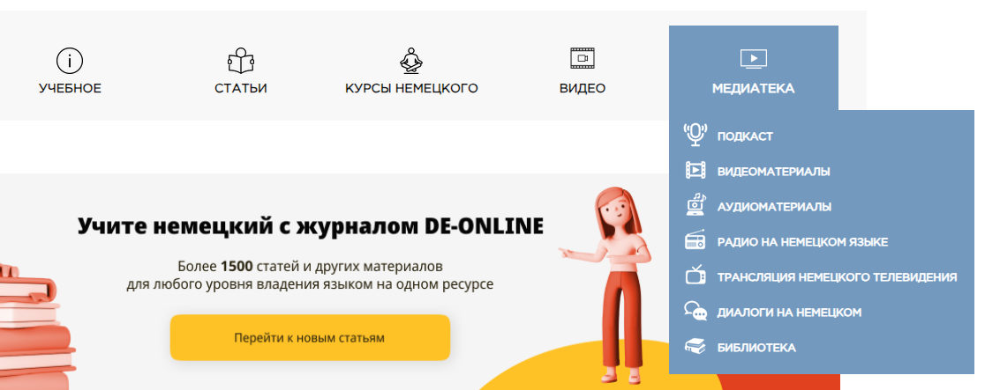 УЧЕБНОЕ
СТАТЬИ
КУРСЫ НЕМЕЦКОГО
ВИДЕО
МЕДИАТЕКА
ПОДКАСТ
ВИДЕОМАТЕРИАЛЫ
АУДИОМАТЕРИАЛЫ
РАДИО НА НЕМЕЦКОМ ЯЗЫКЕ
ТРАНСЛЯЦИЯ НЕМЕЦКОГО ТЕЛЕВИДЕНИЯ
ДИАЛОГИ НА НЕМЕЦКОМ
БИБЛИОТЕКА
Учите немецкий с журналом DE-ONLINE
Более 1500 статей и других материалов
для любого уровня владения языком на одном ресурсе
Перейти к новым статьям